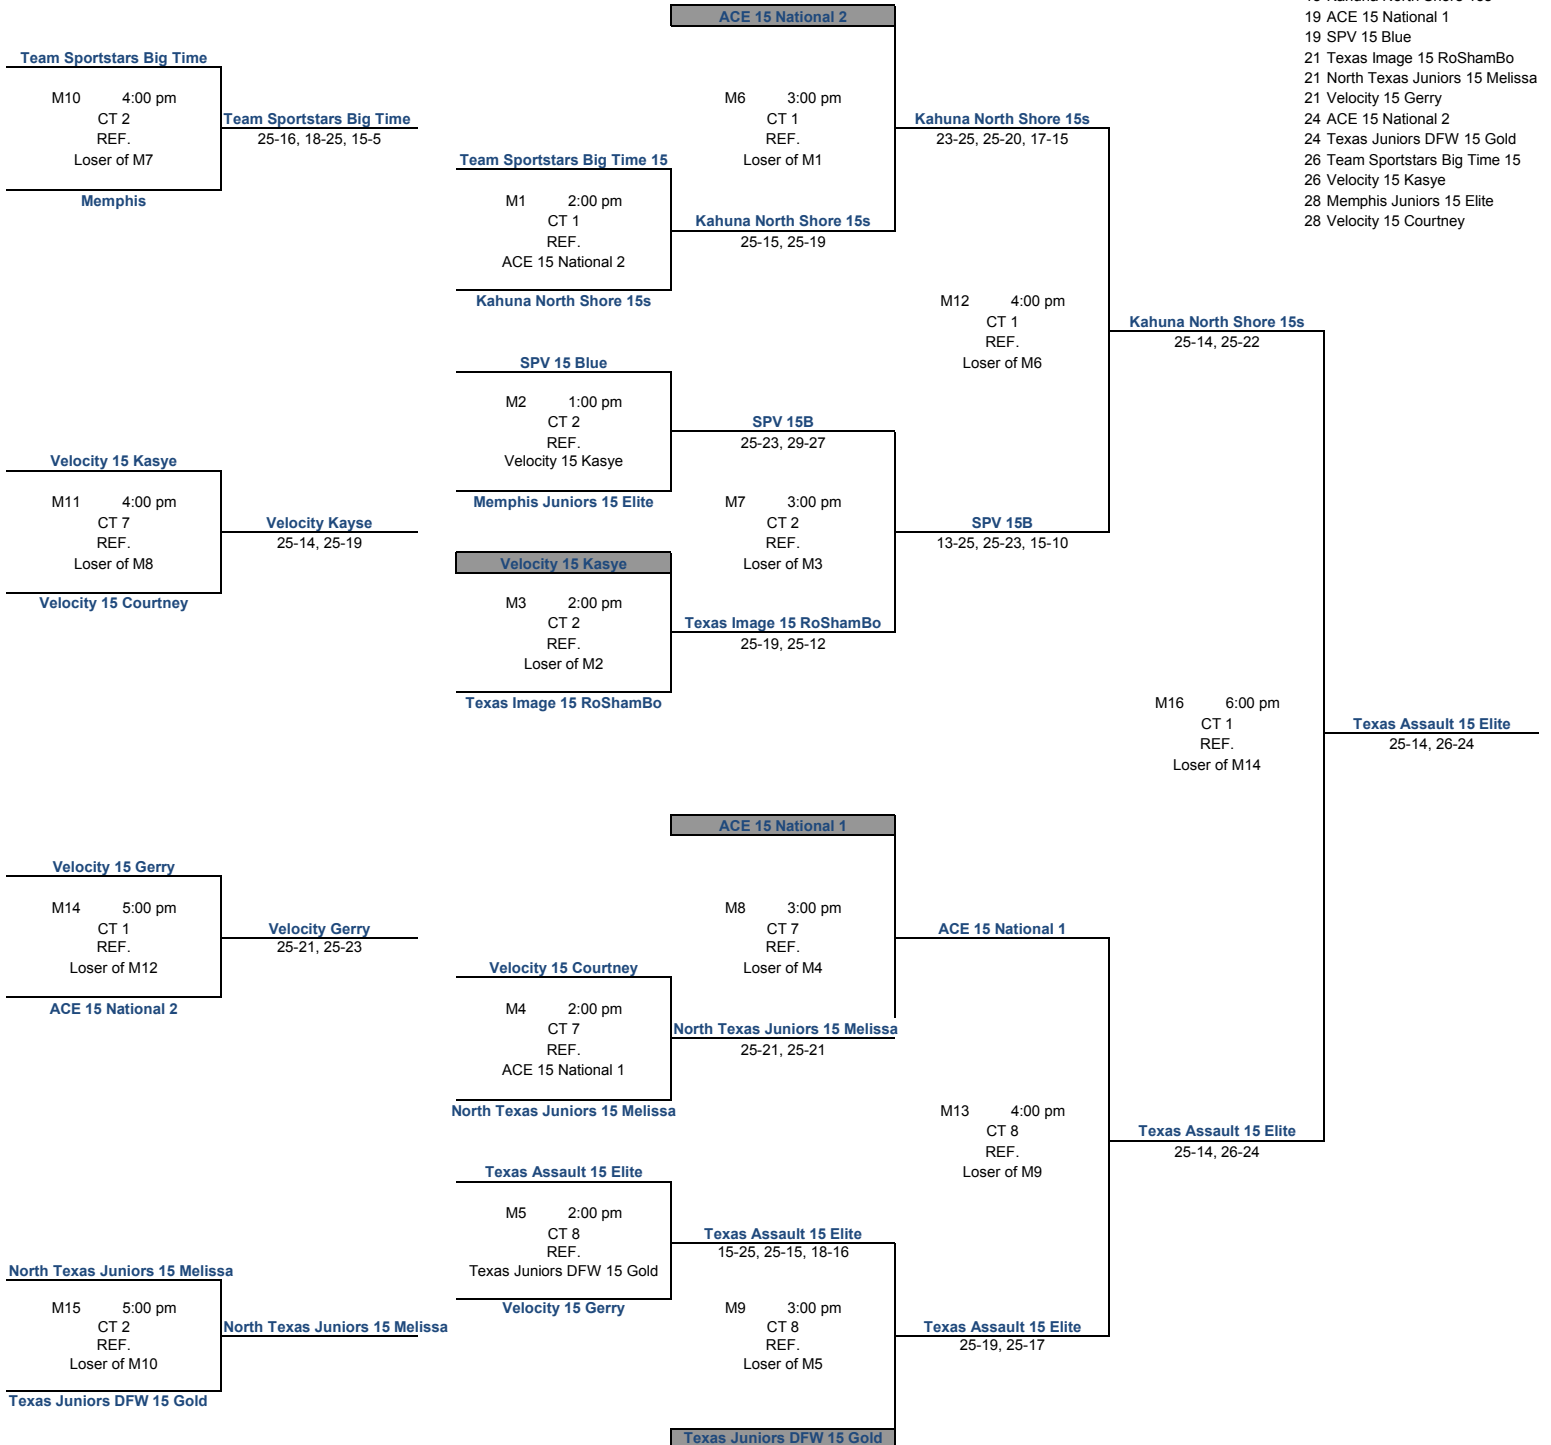 ACE 15 National 2
19 ACE 15 National 1
19 SPV 15 Blue
21 Texas Image 15 RoShamBo
21 North Texas Juniors 15 Melissa
21 Velocity 15 Gerry
24 ACE 15 National 2
24 Texas Juniors DFW 15 Gold
26 Team Sportstars Big Time 15
26 Velocity 15 Kasye
28 Memphis Juniors 15 Elite
28 Velocity 15 Courtney
Team Sportstars Big Time
M10 4:00 pm
CT 2
REF.
Loser of M7
Memphis
Team Sportstars Big Time
25-16, 18-25, 15-5
Velocity 15 Kasye
M11 4:00 pm
CT 7
REF.
Loser of M8
Velocity 15 Courtney
Velocity Kayse
25-14, 25-19
Velocity 15 Gerry
M14 5:00 pm
CT 1
REF.
Loser of M12
ACE 15 National 2
Velocity Gerry
25-21, 25-23
North Texas Juniors 15 Melissa
M15 5:00 pm
CT 2
REF.
Loser of M10
Texas Juniors DFW 15 Gold
North Texas Juniors 15 Melissa
Team Sportstars Big Time 15
M1 2:00 pm
CT 1
REF.
ACE 15 National 2
Kahuna North Shore 15s
SPV 15 Blue
M2 1:00 pm
CT 2
REF.
Velocity 15 Kasye
Memphis Juniors 15 Elite
Velocity 15 Kasye
M3 2:00 pm
CT 2
REF.
Loser of M2
Texas Image 15 RoShamBo
Velocity 15 Courtney
M4 2:00 pm
CT 7
REF.
ACE 15 National 1
North Texas Juniors 15 Melissa
Texas Assault 15 Elite
M5 2:00 pm
CT 8
REF.
Texas Juniors DFW 15 Gold
Velocity 15 Gerry
M6 3:00 pm
CT 1
REF.
Loser of M1
Kahuna North Shore 15s
25-15, 25-19
SPV 15B
25-23, 29-27
M7 3:00 pm
CT 2
REF.
Loser of M3
Texas Image 15 RoShamBo
25-19, 25-12
ACE 15 National 1
M8 3:00 pm
CT 7
REF.
Loser of M4
North Texas Juniors 15 Melissa
25-21, 25-21
Texas Assault 15 Elite
15-25, 25-15, 18-16
M9 3:00 pm
CT 8
REF.
Loser of M5
Texas Juniors DFW 15 Gold
Kahuna North Shore 15s
23-25, 25-20, 17-15
M12 4:00 pm
CT 1
REF.
Loser of M6
SPV 15B
13-25, 25-23, 15-10
ACE 15 National 1
M13 4:00 pm
CT 8
REF.
Loser of M9
Texas Assault 15 Elite
25-19, 25-17
Kahuna North Shore 15s
25-14, 25-22
M16 6:00 pm
CT 1
REF.
Loser of M14
Texas Assault 15 Elite
25-14, 26-24
Texas Assault 15 Elite
25-14, 26-24